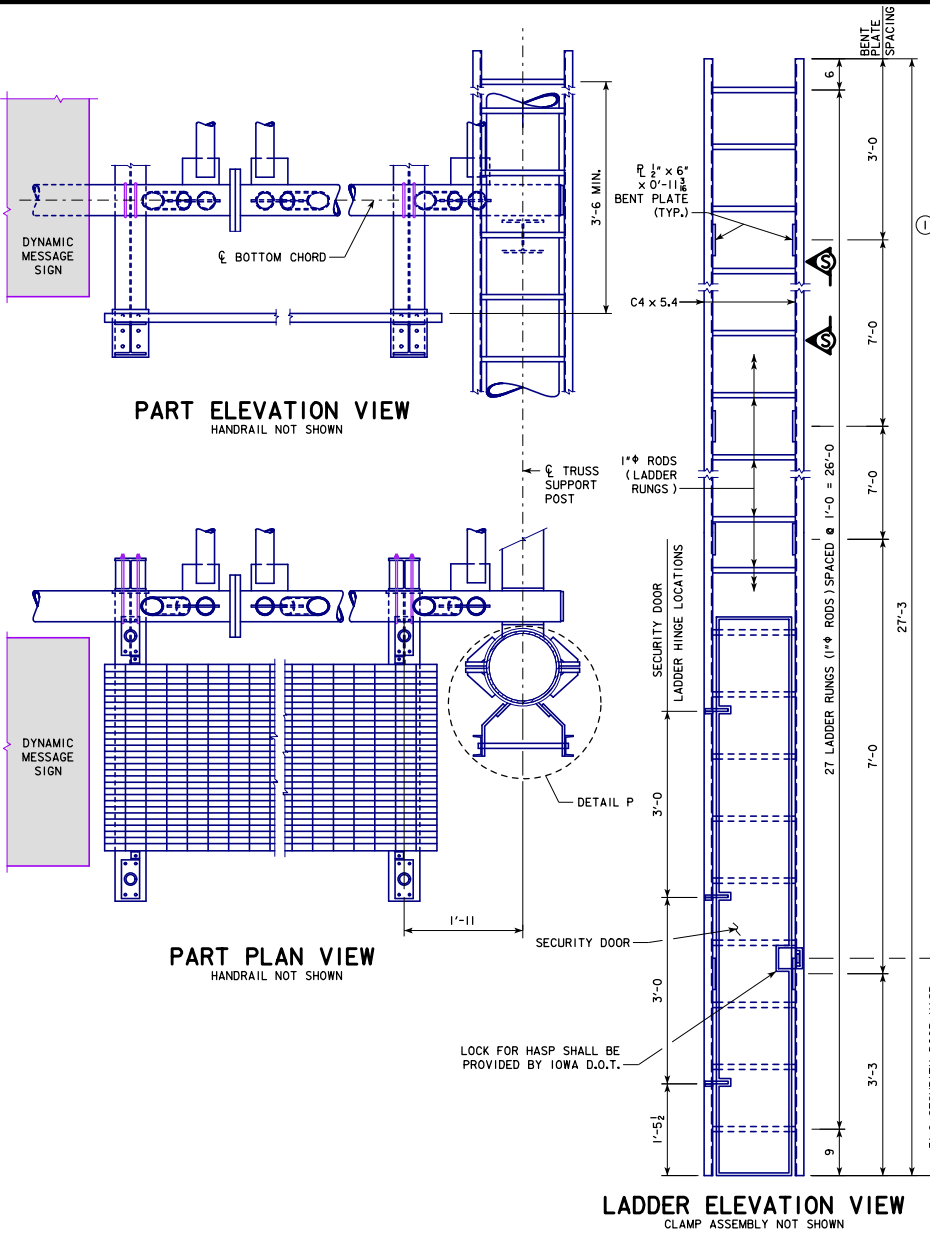 BENT
PLATE
SPACING
6
3'-0
3'-6 MIN.
℄ BOTTOM CHORD
DYNAMIC
MESSAGE
SIGN
PART ELEVATION VIEW
HANDRAIL NOT SHOWN
℄ TRUSS
SUPPORT
POST
DYNAMIC
MESSAGE
SIGN
DETAIL P
1'-11
PART PLAN VIEW
HANDRAIL NOT SHOWN
PL 1/2" x 6"
x 0'-11 3/16
BENT PLATE
(TYP.)
1
S
C4 x 5.4
S
7'-0
1"Φ RODS
(LADDER
RUNGS)
7'-0
27 LADDER RUNGS (1"Φ RODS) SPACED @ 1'-0 = 26'-0
27'-3
SECURITY DOOR
LADDER HINGE LOCATIONS
7'-0
3'-0
SECURITY DOOR
3'-0
LOCK FOR HASP SHALL BE
PROVIDED BY IOWA D.O.T.
3'-3
1'-5 1/2
9
LADDER ELEVATION VIEW
CLAMP ASSEMBLY NOT SHOWN